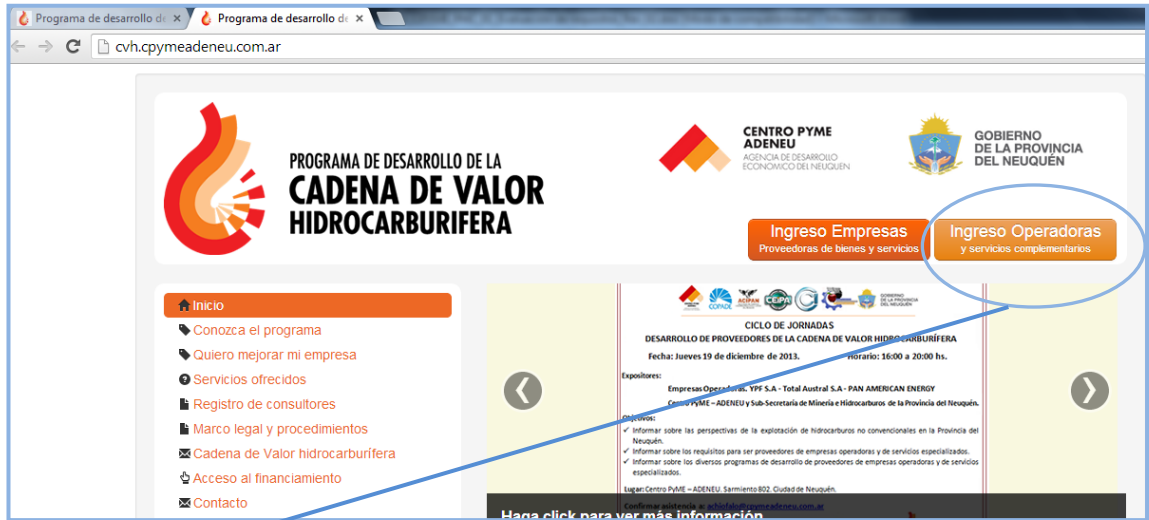 Programa de desarrollo de
Programa de desarrollo de
cvh.cpymeadeneu.com.ar
PROGRAMA DE DESARROLLO DE LA
CADENA DE VALOR
HIDROCARBURIFERA
CENTRO PYME
ADENEU
AGENCIA DE DESARROLLO
ECONOMICO DEL NEUQUEN
GOBIERNO
DE LA PROVINCIA
DEL NEUQUÉN
Ingreso Empresas
Proveedoras de bienes y servicios
Ingreso Operadoras
y servicios complementarios
Inicio
Conozca el programa
Quiero mejorar mi empresa
Servicios ofrecidos
Registro de consultores
Marco legal y procedimientos
Cadena de Valor hidrocarburífera
Acceso al financiamiento
Contacto
COPADE ACIPAN CEIPA
CICLO DE JORNADAS
DESARROLLO DE PROVEEDORES DE LA CADENA DE VALOR HIDROCARBURÍFERA
Fecha: Jueves 19 de diciembre de 2013. Horario: 16:00 a 20:00 hs.
Expositores:
Empresas Operadoras. YPF S.A - Total Austral S.A - PAN AMERICAN ENERGY
Centro PyME – ADENEU y Sub-Secretaría de Minería e Hidrocarburos de la Provincia del Neuquén.
Objetivos:
✓ Informar sobre las perspectivas de la explotación de hidrocarburos no convencionales en la Provincia del
Neuquén.
✓ Informar sobre los requisitos para ser proveedores de empresas operadoras y de servicios especializados.
✓ Informar sobre los diversos programas de desarrollo de proveedores de empresas operadoras y de servicios
especializados.
Lugar: Centro PyME – ADENEU. Sarmiento 802. Ciudad de Neuquén.
Confirmar asistencia a:
Haga click para ver más información